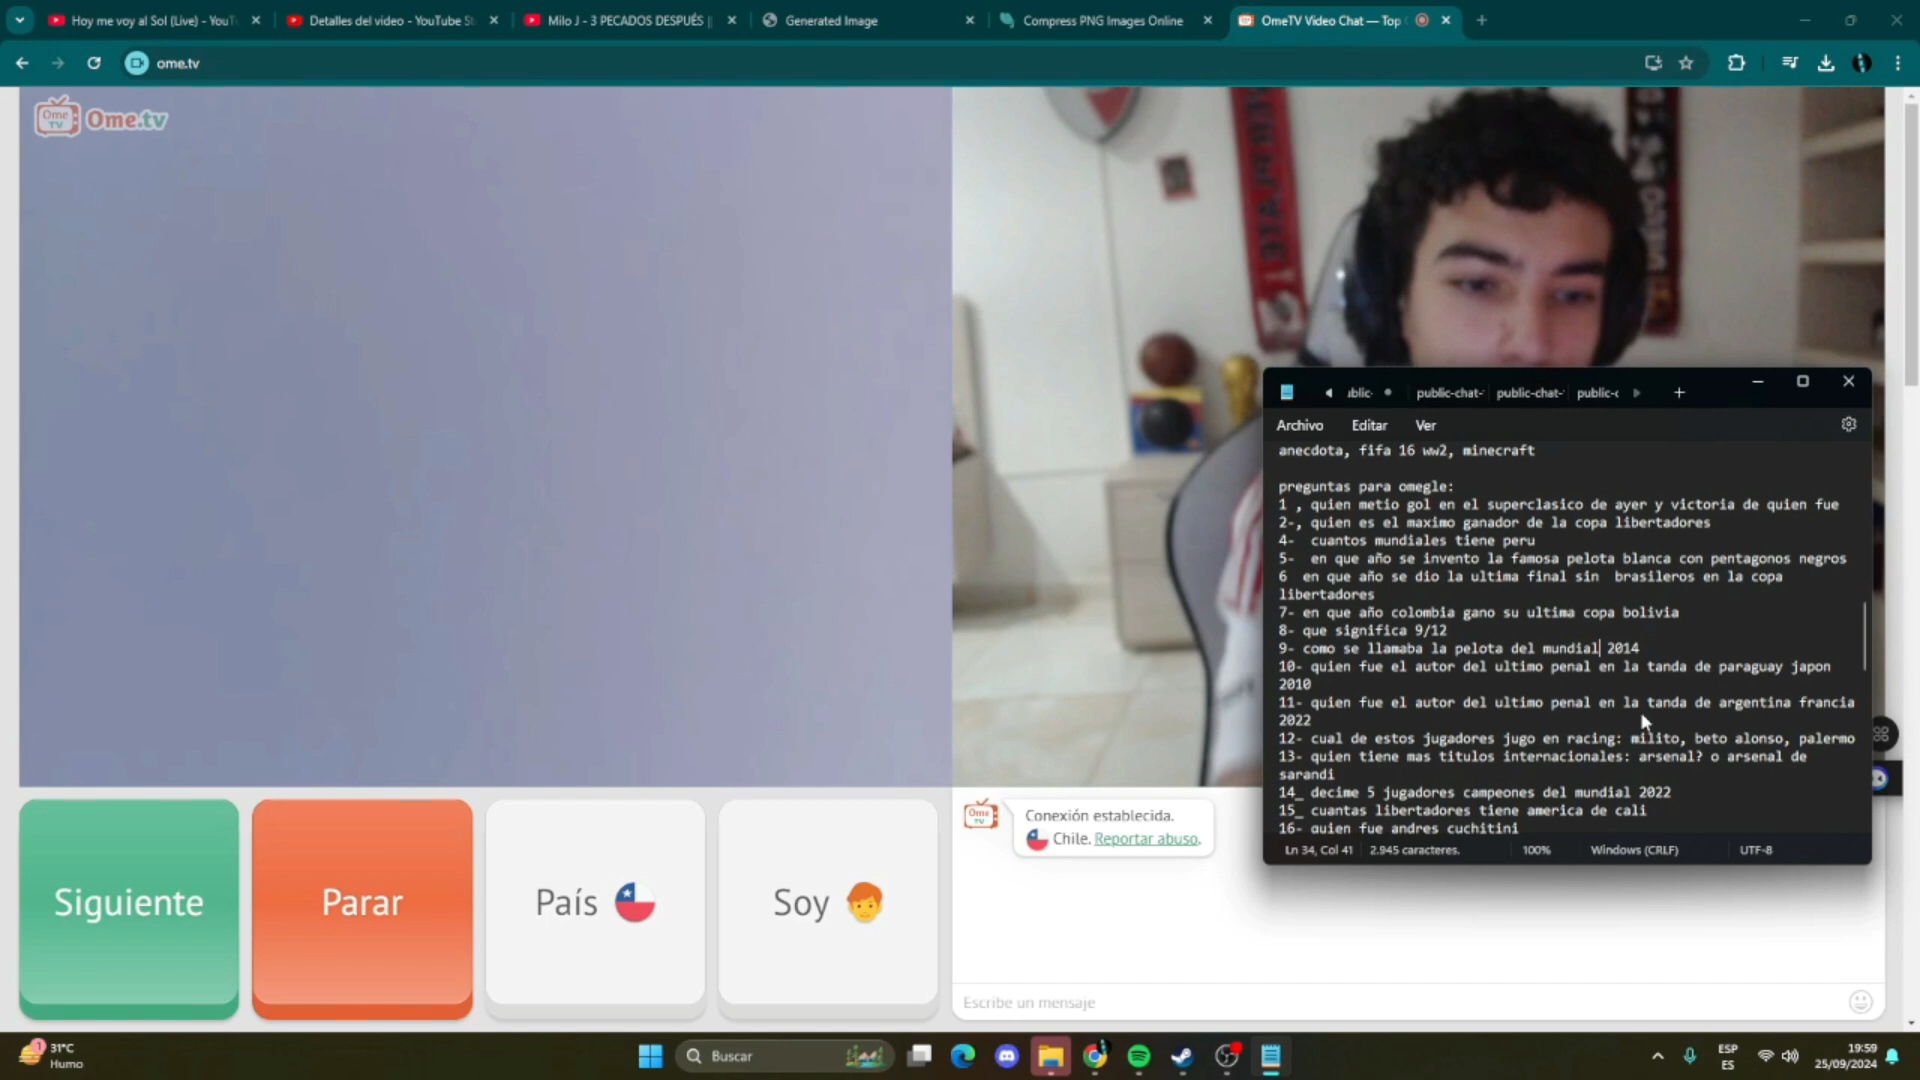 Hoy me voy al Sol (Live) - YouT
Detalles del video - YouTube St
Milo J - 3 PECADOS DESPUÉS ||
Generated Image
Compress PNG Images Online
OmeTV Video Chat — Top
ome.tv
Ome TV Ome.tv
public-chat-
public-chat-
public-c
Archivo Editar Ver
anecdota, fifa 16 ww2, minecraft
preguntas para omegle:
1 , quien metio gol en el superclasico de ayer y victoria de quien fue
2-, quien es el maximo ganador de la copa libertadores
4- cuantos mundiales tiene peru
5- en que año se invento la famosa pelota blanca con pentagonos negros
6 en que año se dio la ultima final sin brasileros en la copa
libertadores
7- en que año colombia gano su ultima copa bolivia
8- que significa 9/12
9- como se llamaba la pelota del mundial 2014
10- quien fue el autor del ultimo penal en la tanda de paraguay japon
2010
11- quien fue el autor del ultimo penal en la tanda de argentina francia
2022
12- cual de estos jugadores jugo en racing: milito, beto alonso, palermo
13- quien tiene mas titulos internacionales: arsenal? o arsenal de
sarandi
14_ decime 5 jugadores campeones del mundial 2022
15_ cuantas libertadores tiene america de cali
16- quien fue andres cuchitini
Ln 34, Col 41 2.945 caracteres. 100% Windows (CRLF) UTF-8
Conexión establecida.
Chile. Reportar abuso.
Siguiente
Parar
País
Soy
Escribe un mensaje
1
31°C
Humo
Buscar
ESP
ES
19:59
25/09/2024